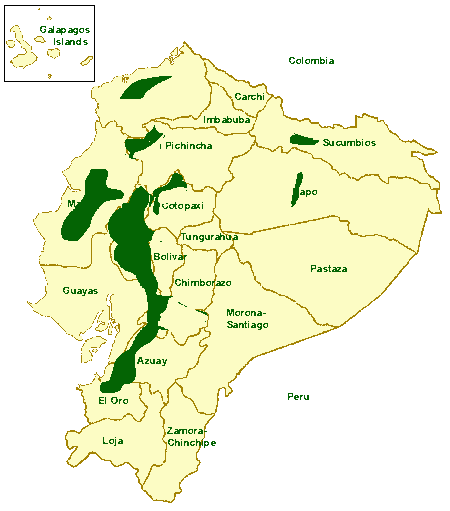 Galapagos
Islands
Colombia
Carchi
Imbabuba
Pichincha
Sucumbios
Cotopaxi
Tungurahua
Bolivar
Pastaza
Guayas
Chimborazo
Morona-
Santiago
Azuay
El Oro
Peru
Zamora-
Chinchipe
Loja